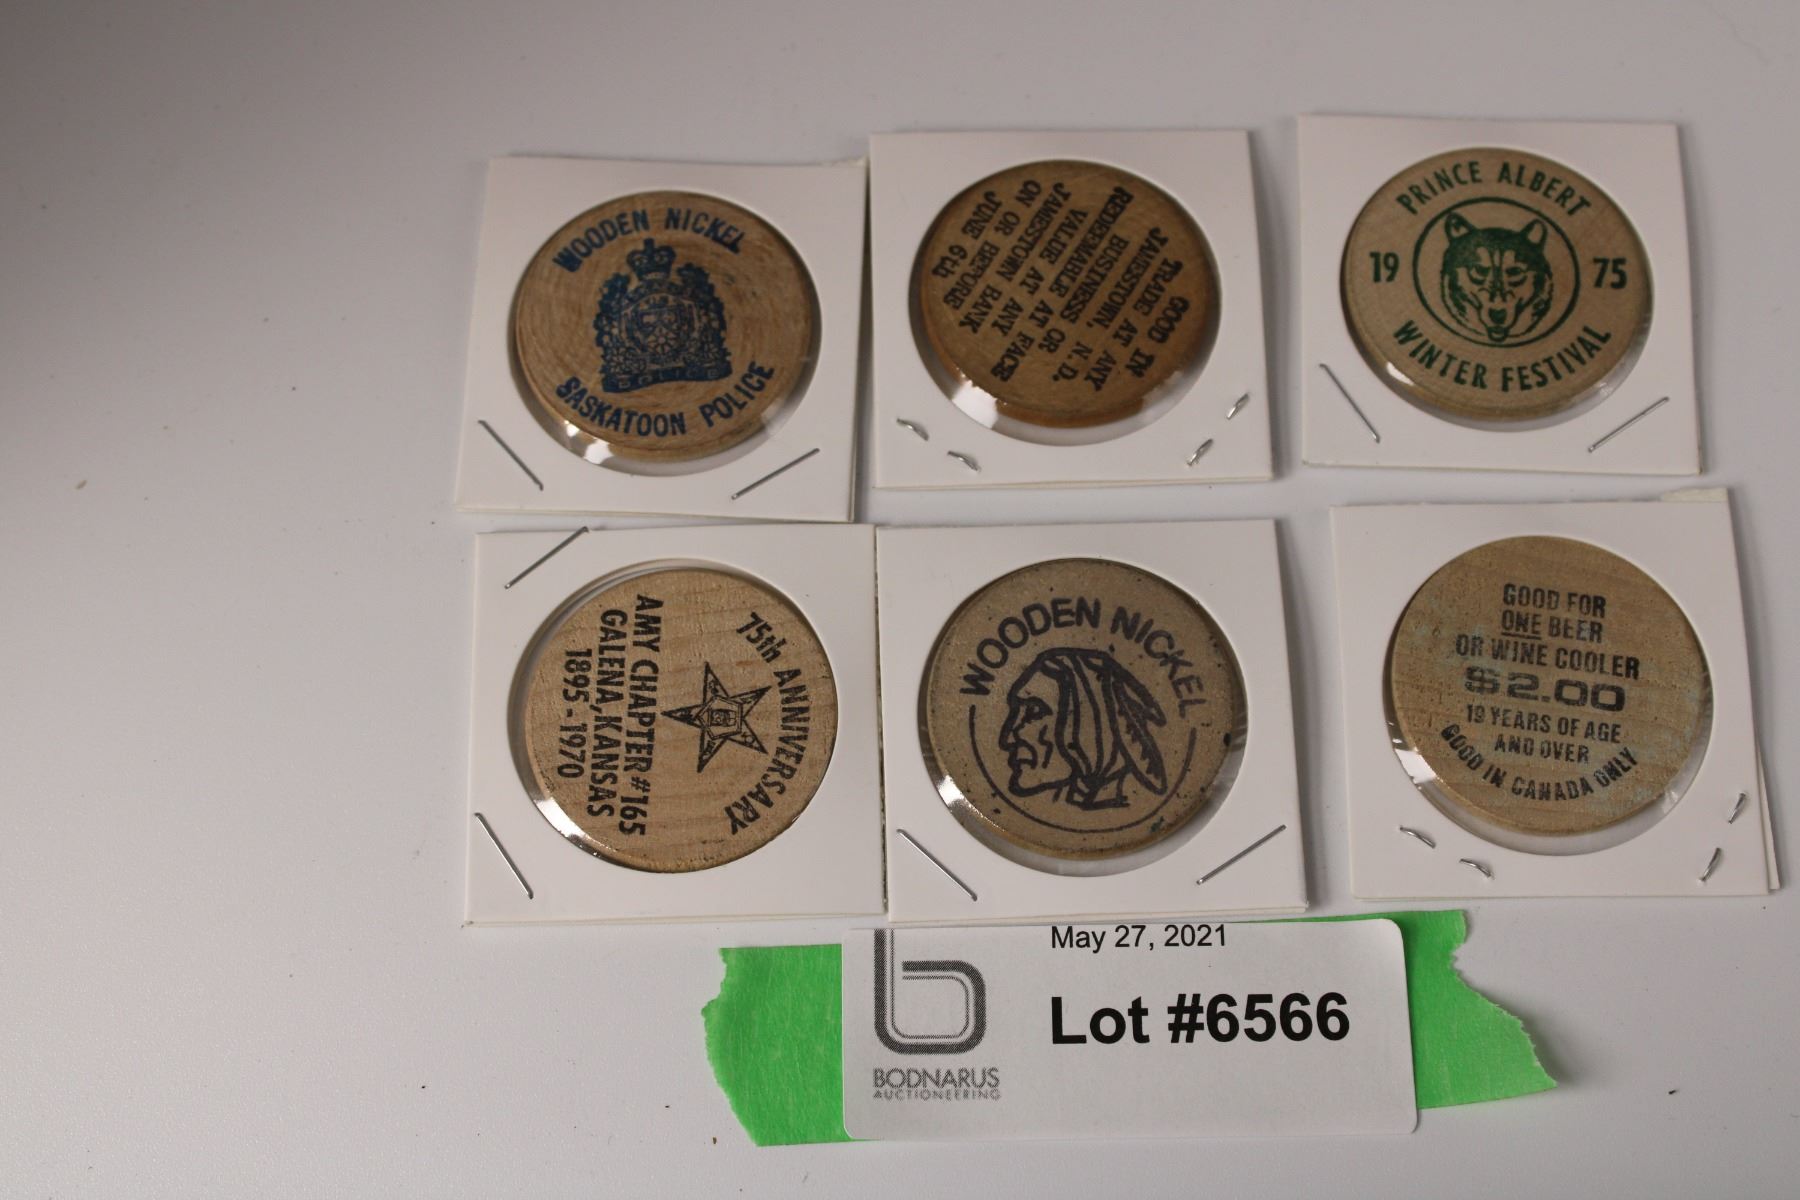 WOODEN NICKEL
SASKATOON POLICE
GOOD IN
TRADE AT ANY
JAMESTOWN, N. D.
BUSINESS OR
REDEEMABLE AT FACE
VALUE AT ANY
JAMESTOWN BANK
ON OR BEFORE
JUNE 6th
PRINCE ALBERT
19 75
WINTER FESTIVAL
75th ANNIVERSARY
AMY CHAPTER #165
GALENA, KANSAS
1895 - 1970
WOODEN NICKEL
GOOD FOR
ONE BEER
OR WINE COOLER
$2.00
19 YEARS OF AGE
AND OVER
GOOD IN CANADA ONLY
May 27, 2021
Lot #6566
BODNARUS
AUCTIONEERING